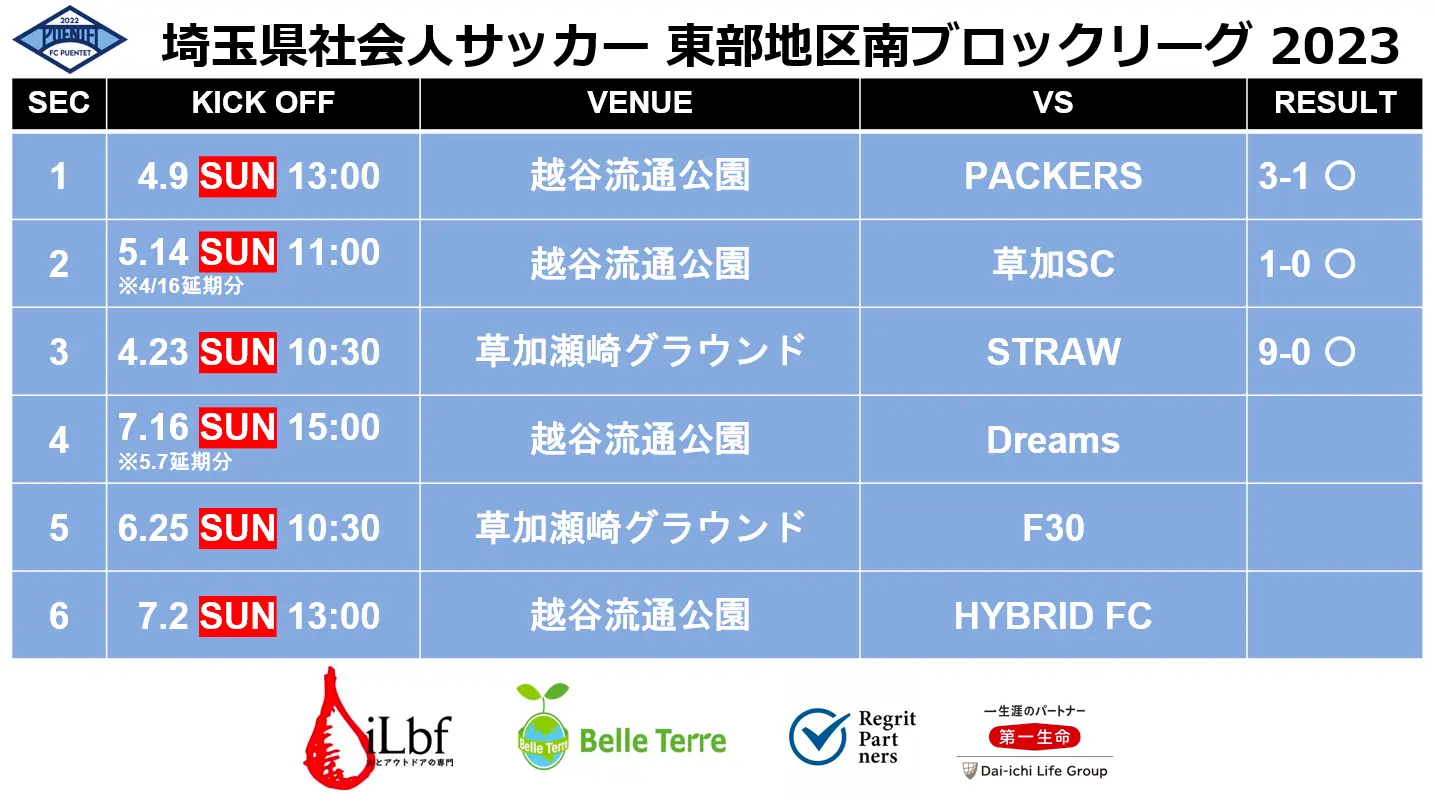 2022
PUENTET
FC PUENTET
埼玉県社会人サッカー 東部地区南ブロックリーグ 2023
SEC KICK OFF VENUE VS RESULT
1 4.9 SUN 13:00 越谷流通公園 PACKERS 3-1 〇
2 5.14 SUN 11:00 越谷流通公園 草加SC 1-0 〇
※4/16延期分
3 4.23 SUN 10:30 草加瀬崎グラウンド STRAW 9-0 〇
4 7.16 SUN 15:00 越谷流通公園 Dreams
※5.7延期分
5 6.25 SUN 10:30 草加瀬崎グラウンド F30
6 7.2 SUN 13:00 越谷流通公園 HYBRID FC
iLbf
とアウトドアの専門
Belle Terre
Belle Terre
Regrit
Part
ners
一生涯のパートナー
第一生命
Dai-ichi Life Group